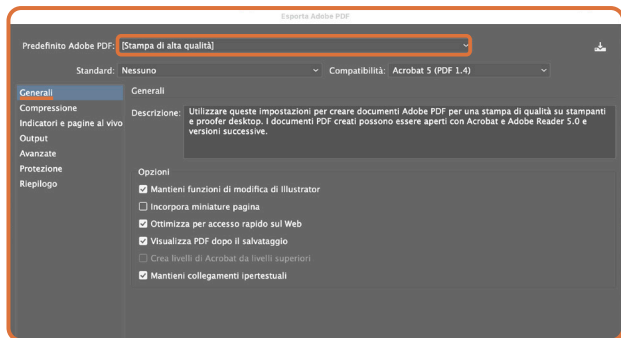 Esporta Adobe PDF
Predefinito Adobe PDF: [Stampa di alta qualità]
Standard: Nessuno Compatibilità: Acrobat 5 (PDF 1.4)
Generali
Compressione
Indicatori e pagine al vivo
Output
Avanzate
Protezione
Riepilogo
Generali
Descrizione: Utilizzare queste impostazioni per creare documenti Adobe PDF per una stampa di qualità su stampanti
e proofer desktop. I documenti PDF creati possono essere aperti con Acrobat e Adobe Reader 5.0 e
versioni successive.
Opzioni
Mantieni funzioni di modifica di Illustrator
Incorpora miniature pagina
Ottimizza per accesso rapido sul Web
Visualizza PDF dopo il salvataggio
Crea livelli di Acrobat da livelli superiori
Mantieni collegamenti ipertestuali